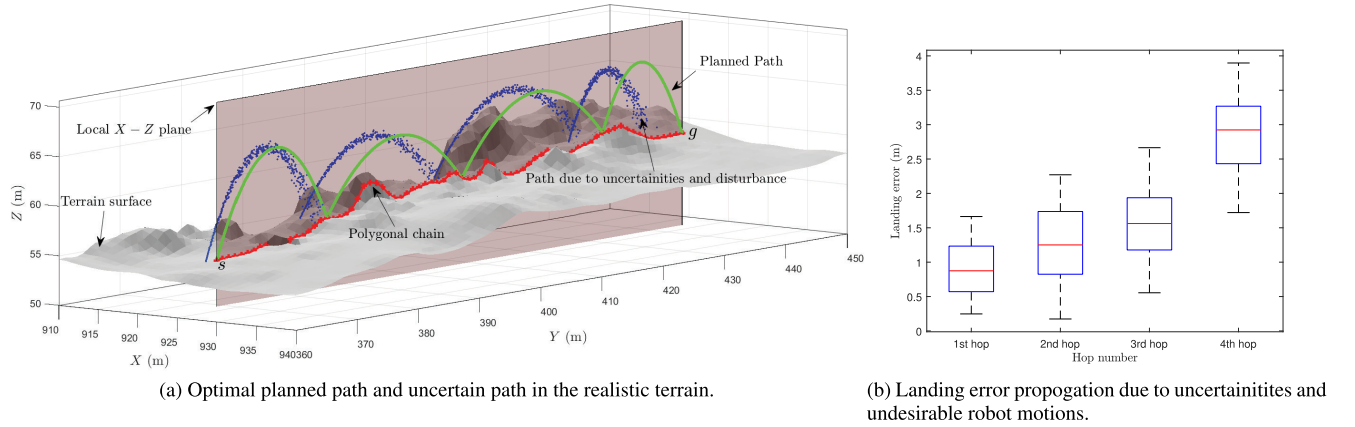 70
65
60
55
50
Z (m)
Local X − Z plane
Terrain surface
Planned Path
g
Path due to uncertainities and disturbance
Polygonal chain
s
910
915
920
925
930
935
940
360
370
380
390
400
410
420
430
440
450
X (m)
Y (m)
(a) Optimal planned path and uncertain path in the realistic terrain.
4
3.5
3
2.5
2
1.5
1
0.5
0
Landing error (m)
1st hop 2nd hop 3rd hop 4th hop
Hop number
(b) Landing error propogation due to uncertainitites and
undesirable robot motions.